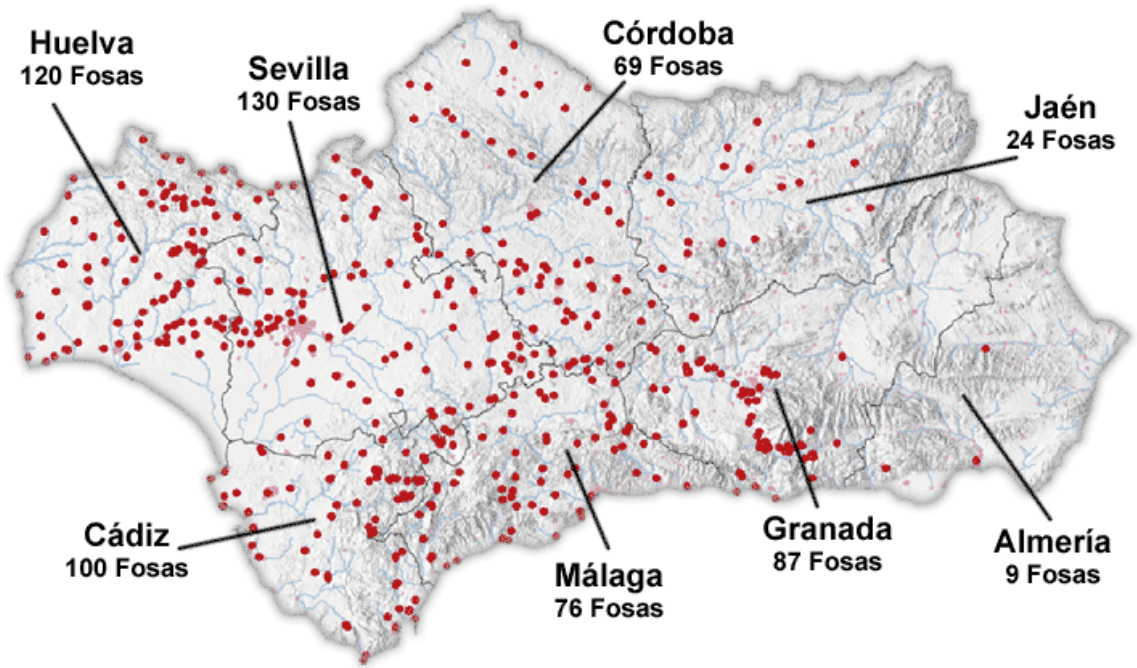 Huelva
120 Fosas
Sevilla
130 Fosas
Córdoba
69 Fosas
Jaén
24 Fosas
Cádiz
100 Fosas
Málaga
76 Fosas
Granada
87 Fosas
Almería
9 Fosas